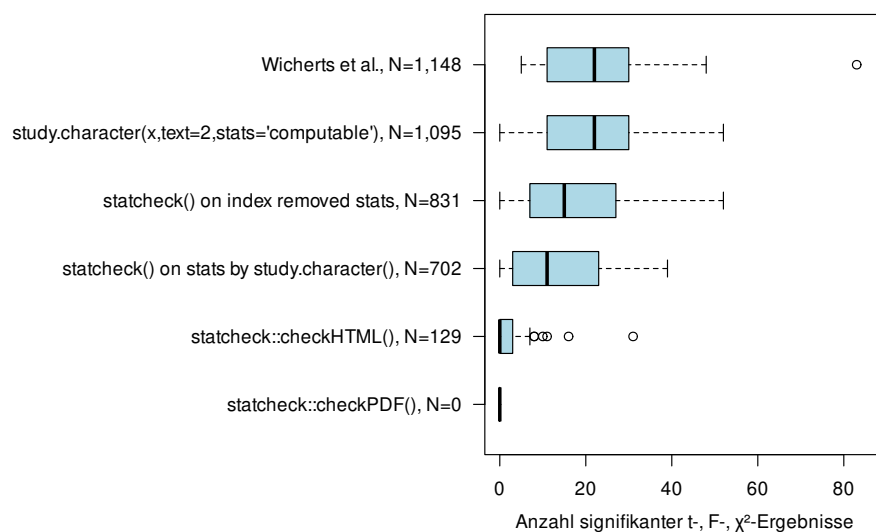 Wicherts et al., N=1,148
study.character(x,text=2,stats='computable'), N=1,095
statcheck() on index removed stats, N=831
statcheck() on stats by study.character(), N=702
statcheck::checkHTML(), N=129
statcheck::checkPDF(), N=0
0 20 40 60 80
Anzahl signifikanter t-, F-, χ²-Ergebnisse